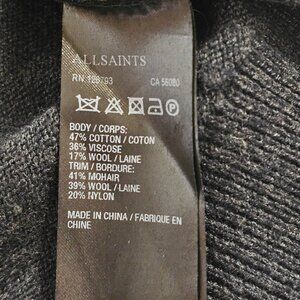 ALLSAINTS
RN 129793 CA 56080
BODY / CORPS:
47% COTTON / COTON
36% VISCOSE
17% WOOL / LAINE
TRIM / BORDURE:
41% MOHAIR
39% WOOL / LAINE
20% NYLON
MADE IN CHINA / FABRIQUE EN
CHINE